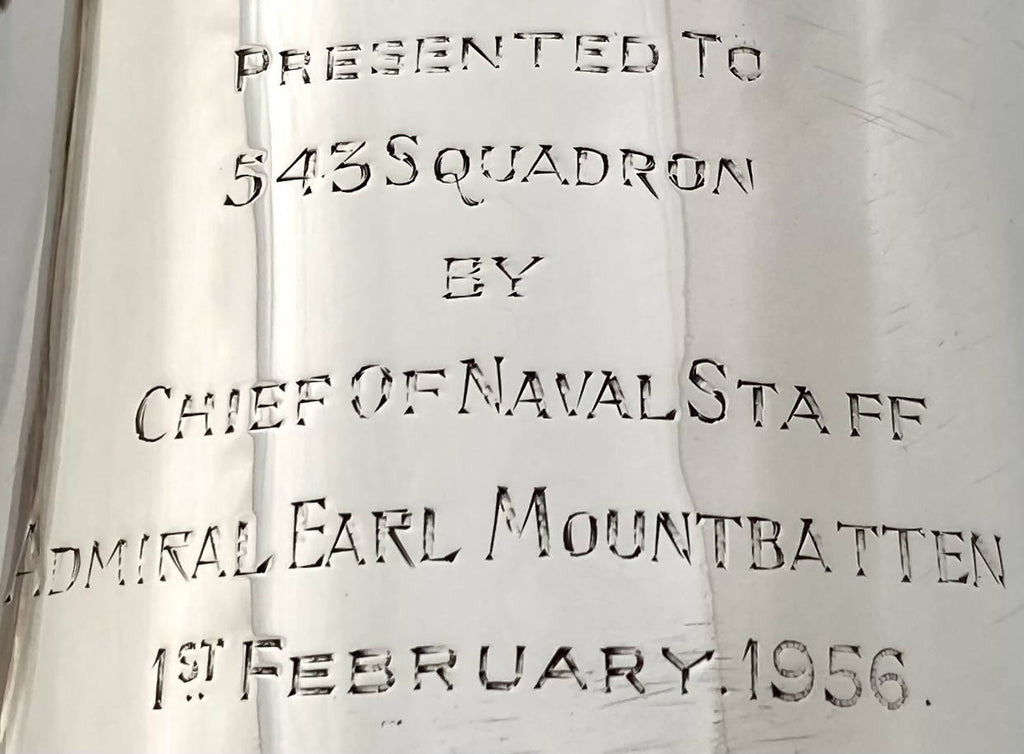 PRESENTED TO
543 SQUADRON
BY
CHIEF OF NAVAL STAFF
ADMIRAL EARL MOUNTBATTEN
1ST FEBRUARY. 1956.